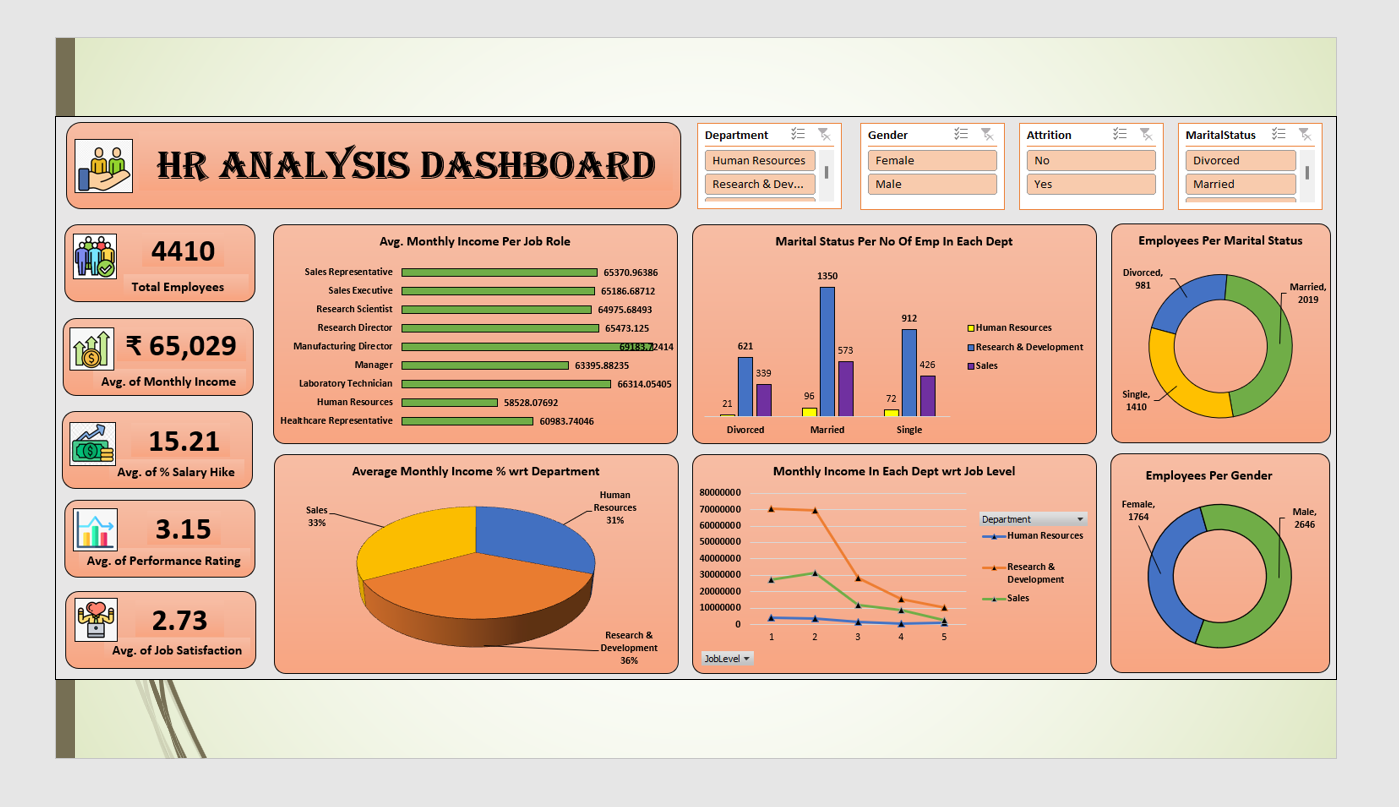 HR ANALYSIS DASHBOARD
Department
Human Resources
Research & Dev...
Gender
Female
Male
Attrition
No
Yes
MaritalStatus
Divorced
Married
4410
Total Employees
₹ 65,029
Avg. of Monthly Income
15.21
Avg. of % Salary Hike
3.15
Avg. of Performance Rating
2.73
Avg. of Job Satisfaction
Avg. Monthly Income Per Job Role
Sales Representative 65370.96386
Sales Executive 65186.68712
Research Scientist 64975.68493
Research Director 65473.125
Manufacturing Director 69183.72414
Manager 63395.88235
Laboratory Technician 66314.05405
Human Resources 58528.07692
Healthcare Representative 60983.74046
Marital Status Per No Of Emp In Each Dept
1350
912
621
573
426
339
96
72
21
Divorced Married Single
Human Resources
Research & Development
Sales
Employees Per Marital Status
Divorced,
981
Married,
2019
Single,
1410
Average Monthly Income % wrt Department
Human
Resources
31%
Sales
33%
Research &
Development
36%
Monthly Income In Each Dept wrt Job Level
80000000
70000000
60000000
50000000
40000000
30000000
20000000
10000000
0
1 2 3 4 5
JobLevel
Department
Human Resources
Research &
Development
Sales
Employees Per Gender
Female,
1764
Male,
2646